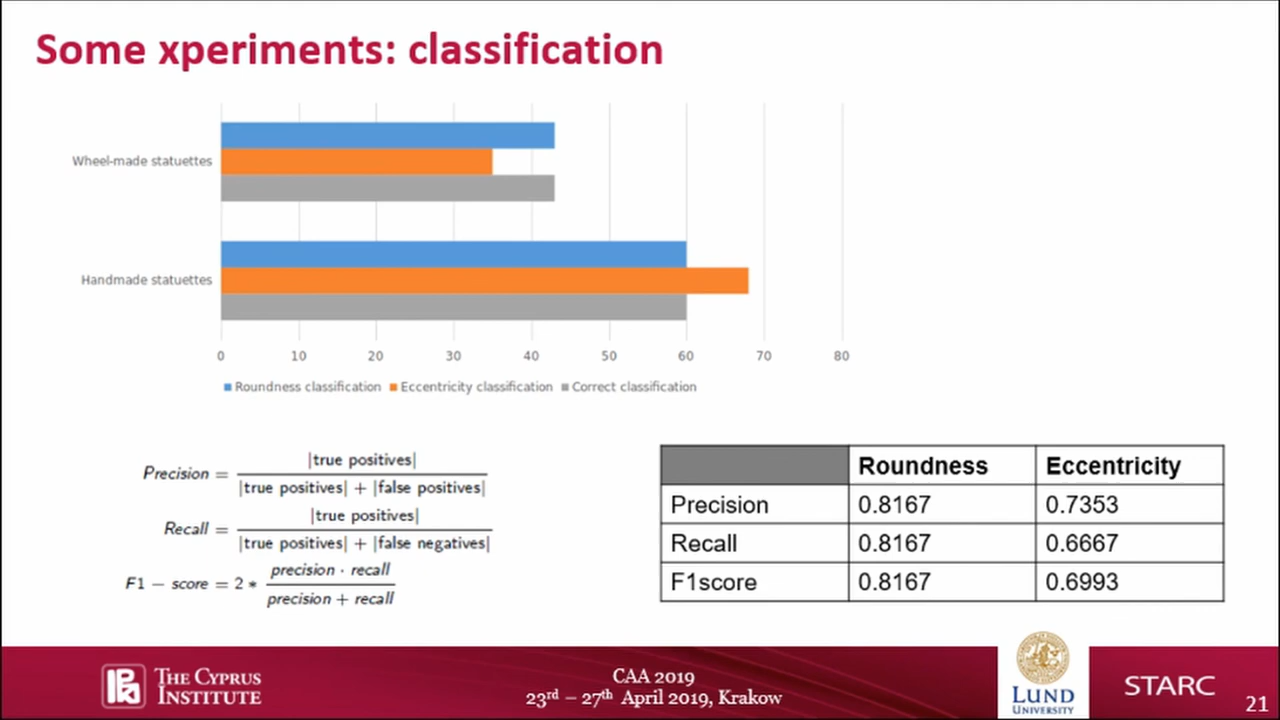 Some xperiments: classification
Wheel-made statuettes
Handmade statuettes
0 10 20 30 40 50 60 70 80
Roundness classification Eccentricity classification Correct classification
Precision = |true positives| / |true positives| + |false positives|
Recall = |true positives| / |true positives| + |false negatives|
F1 − score = 2 * precision · recall / precision + recall
Roundness Eccentricity
Precision 0.8167 0.7353
Recall 0.8167 0.6667
F1score 0.8167 0.6993
THE CYPRUS
INSTITUTE
CAA 2019
23rd – 27th April 2019, Krakow
LUND
UNIVERSITY
STARC
21